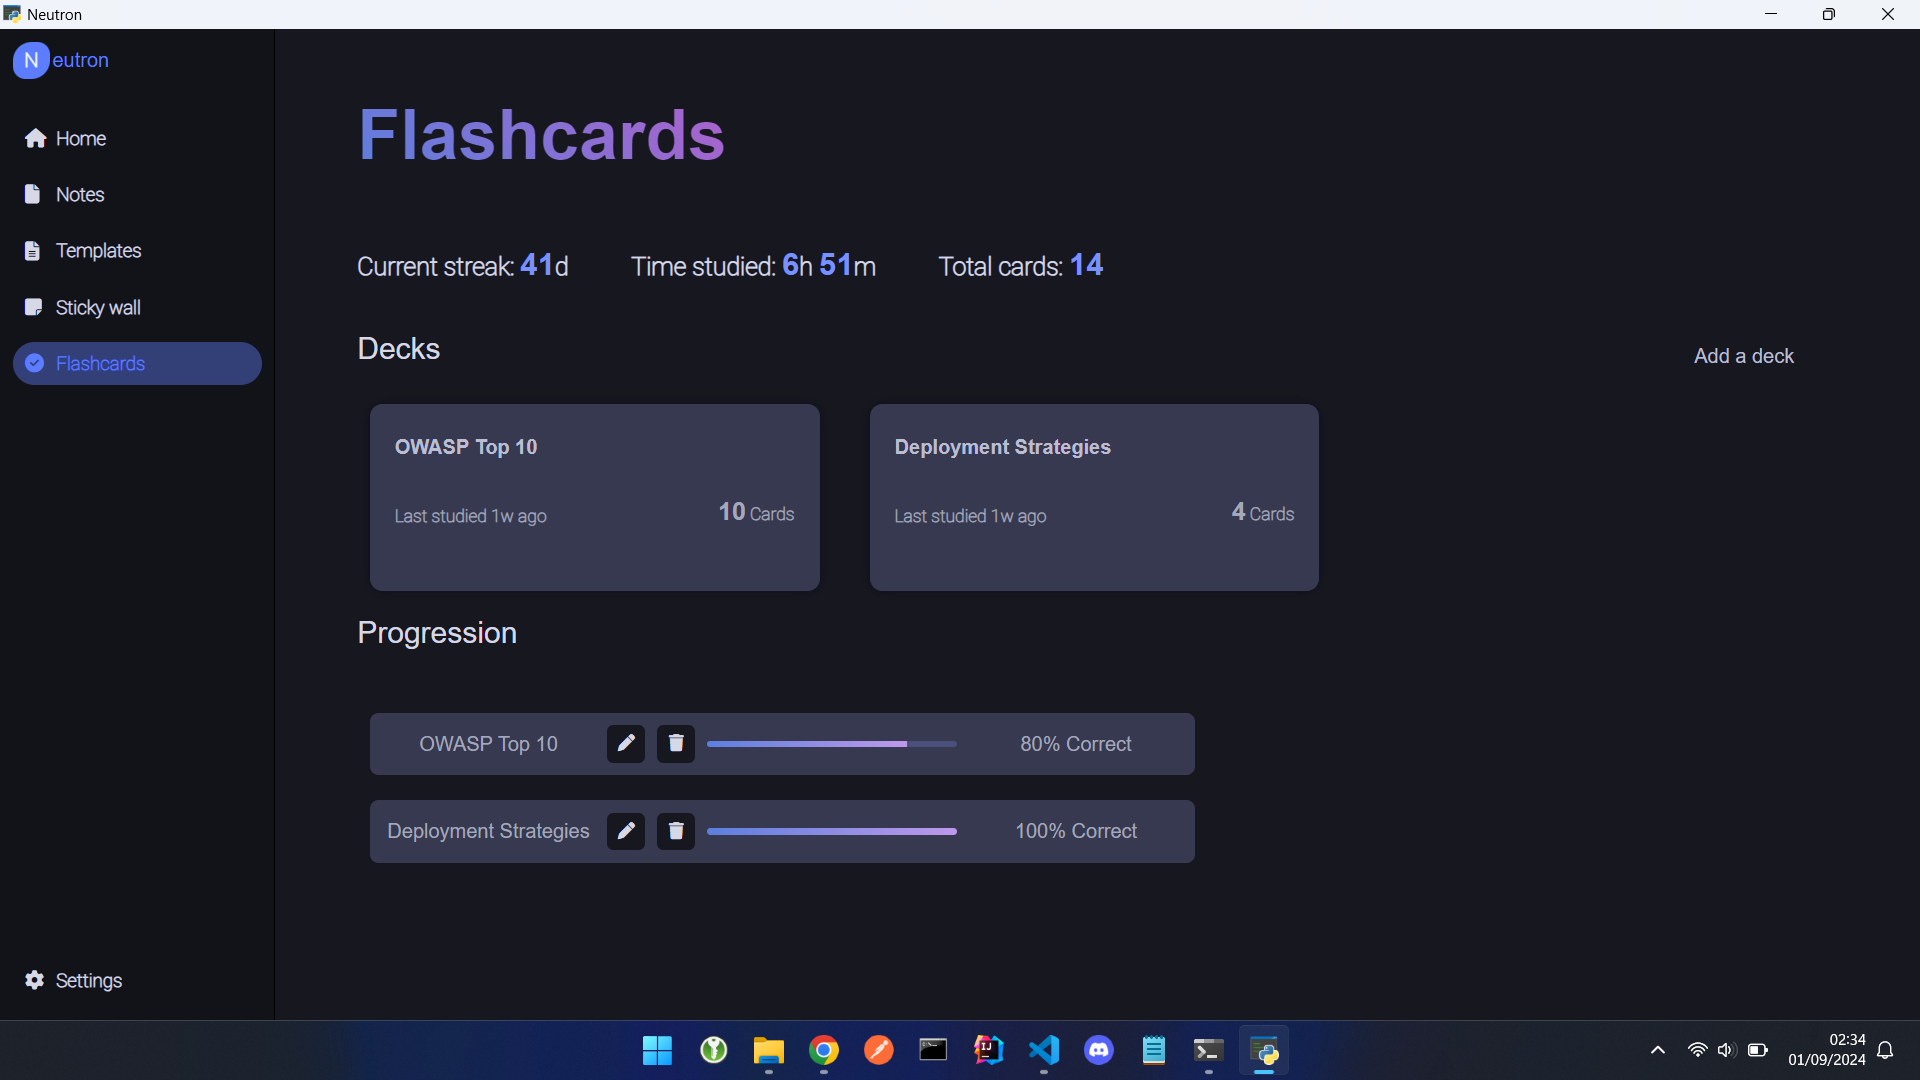 Neutron
Neutron
Home
Notes
Templates
Sticky wall
Flashcards
Settings
Flashcards
Current streak: 41d
Time studied: 6h 51m
Total cards: 14
Decks
Add a deck
OWASP Top 10
Last studied 1w ago
10 Cards
Deployment Strategies
Last studied 1w ago
4 Cards
Progression
OWASP Top 10
80% Correct
Deployment Strategies
100% Correct
IJ
02:34
01/09/2024